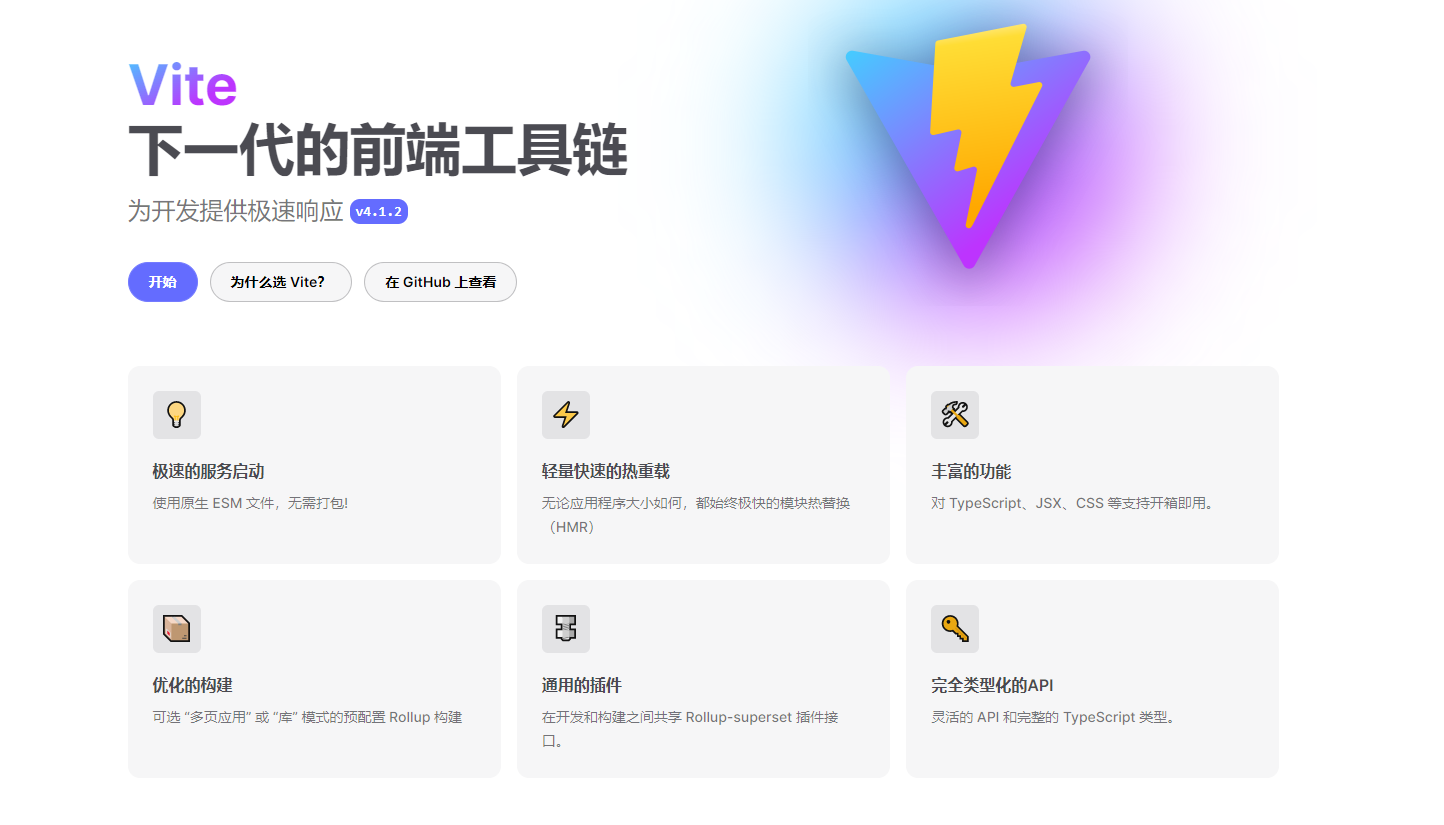 Vite
下一代的前端工具链
为开发提供极速响应 v4.1.2
开始 为什么选 Vite? 在 GitHub 上查看
极速的服务启动
使用原生 ESM 文件，无需打包!
轻量快速的热重载
无论应用程序大小如何，都始终极快的模块热替换
（HMR）
丰富的功能
对 TypeScript、JSX、CSS 等支持开箱即用。
优化的构建
可选 “多页应用” 或 “库” 模式的预配置 Rollup 构建
通用的插件
在开发和构建之间共享 Rollup-superset 插件接
口。
完全类型化的API
灵活的 API 和完整的 TypeScript 类型。